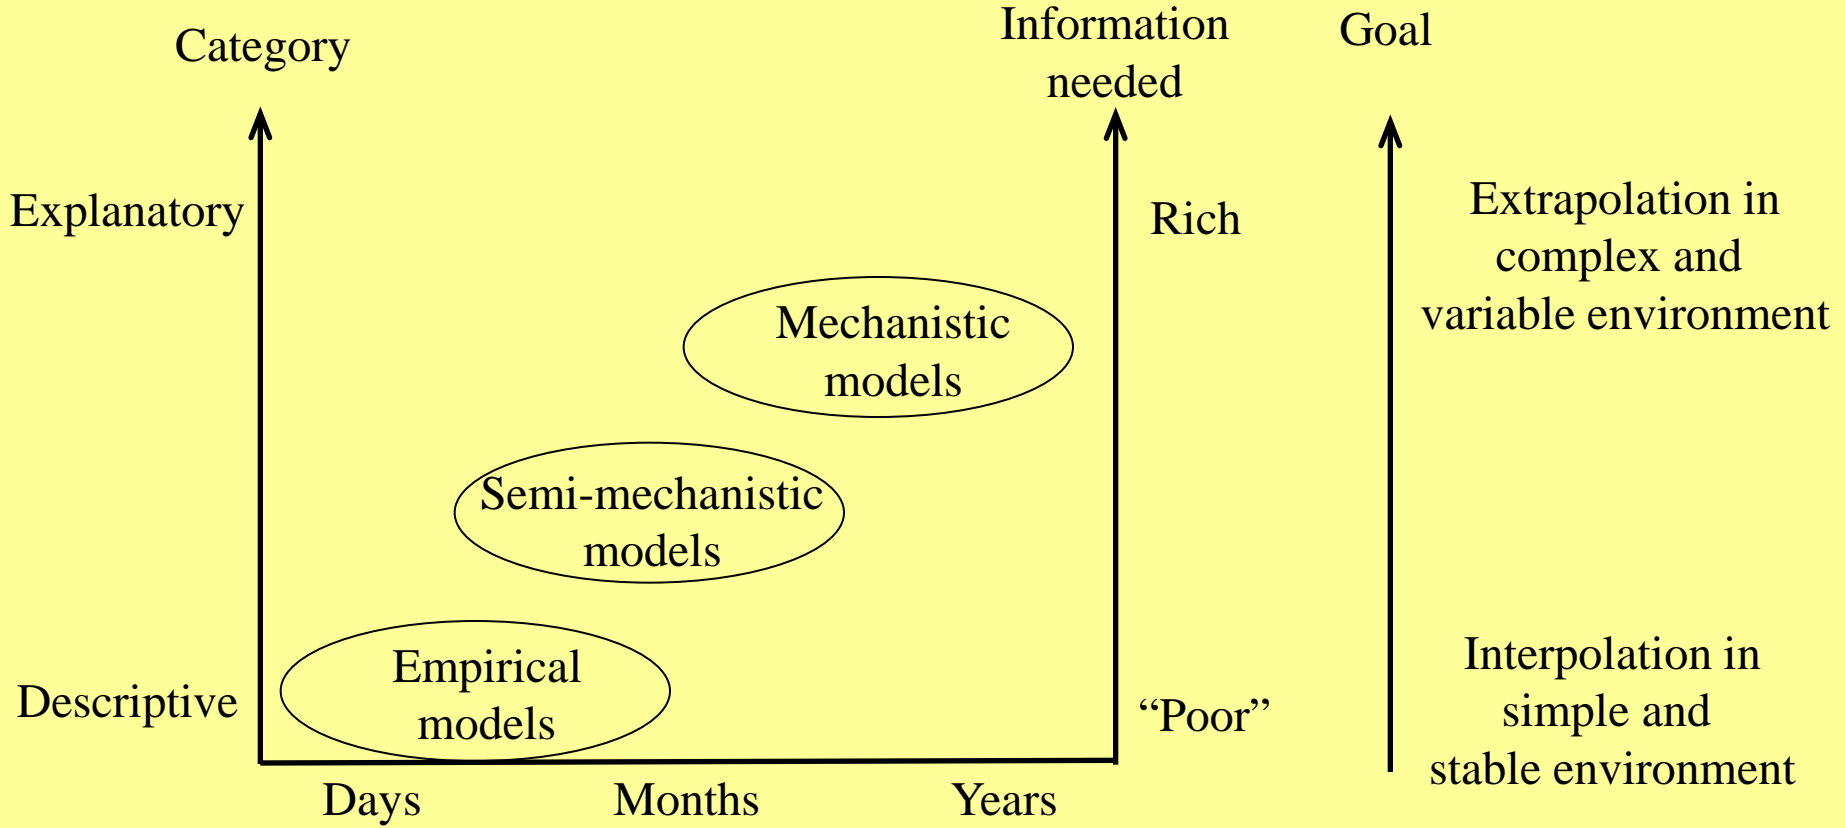 Category
Information
needed
Goal
Explanatory
Rich
Extrapolation in
complex and
variable environment
Mechanistic
models
Semi-mechanistic
models
Empirical
models
Descriptive
“Poor”
Interpolation in
simple and
stable environment
Days
Months
Years